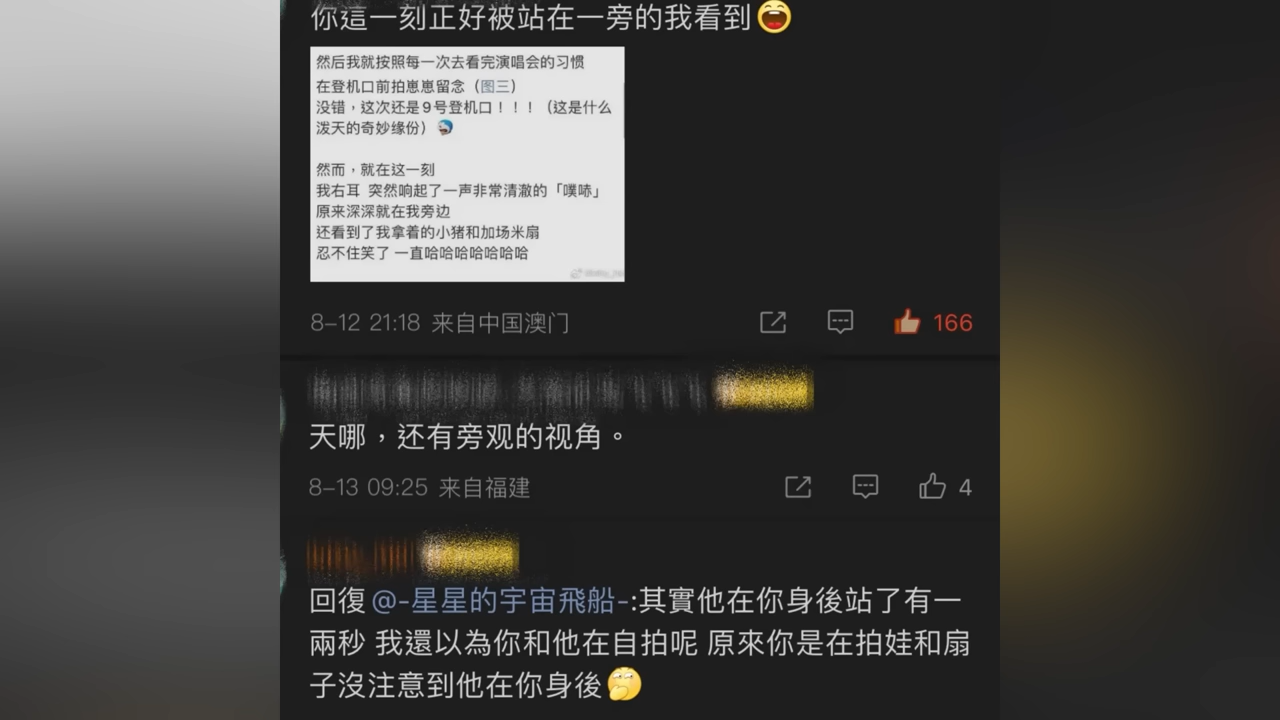 你這一刻正好被站在一旁的我看到
然后我就按照每一次去看完演唱会的习惯
在登机口前拍崽崽留念（图三）
没错，这次还是9号登机口！！！（这是什么
泼天的奇妙缘份）
然而，就在这一刻
我右耳 突然响起了一声非常清澈的「噗哧」
原来深深就在我旁边
还看到了我拿着的小猪和加场米扇
忍不住笑了 一直哈哈哈哈哈哈哈
8-12 21:18 来自中国澳门
166
天哪，还有旁观的视角。
8-13 09:25 来自福建
4
回復@-星星的宇宙飛船-:其實他在你身後站了有一
兩秒 我還以為你和他在自拍呢 原來你是在拍娃和扇
子沒注意到他在你身後